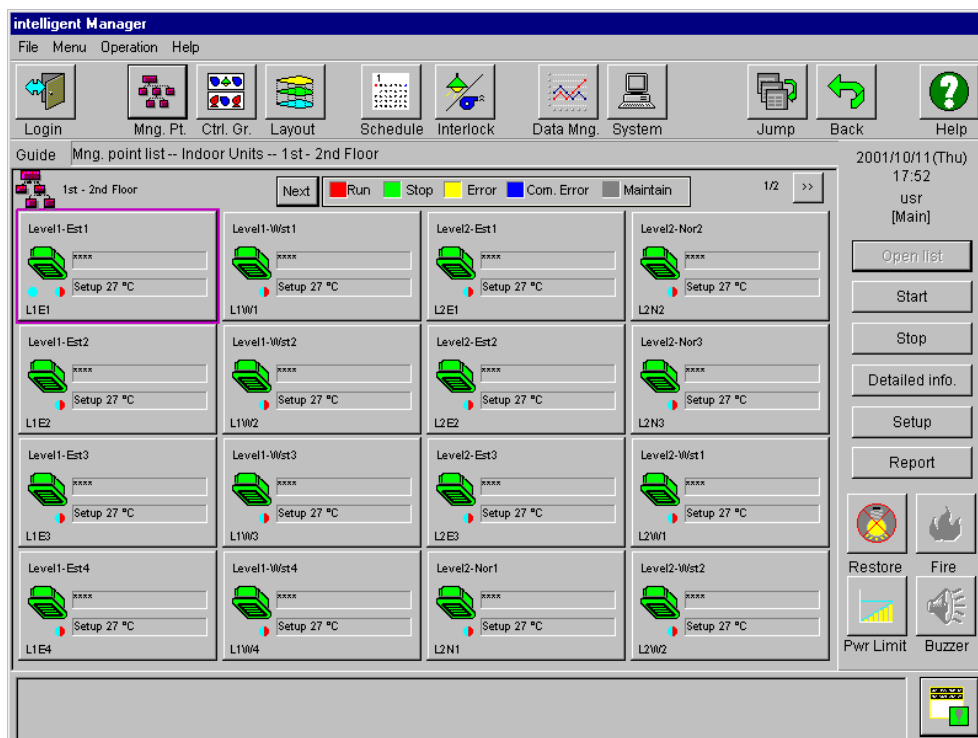 intelligent Manager
File Menu Operation Help
Login Mng. Pt. Ctrl. Gr. Layout Schedule Interlock Data Mng. System Jump Back Help
Guide Mng. point list -- Indoor Units -- 1st - 2nd Floor
2001/10/11(Thu)
17:52
usr
[Main]
1st - 2nd Floor Next Run Stop Error Com. Error Maintain 1/2 >>
Level1-Est1 Level1-Wst1 Level2-Est1 Level2-Nor2
**** **** **** ****
Setup 27 °C Setup 27 °C Setup 27 °C Setup 27 °C
L1E1 L1W1 L2E1 L2N2
Level1-Est2 Level1-Wst2 Level2-Est2 Level2-Nor3
**** **** **** ****
Setup 27 °C Setup 27 °C Setup 27 °C Setup 27 °C
L1E2 L1W2 L2E2 L2N3
Level1-Est3 Level1-Wst3 Level2-Est3 Level2-Wst1
**** **** **** ****
Setup 27 °C Setup 27 °C Setup 27 °C Setup 27 °C
L1E3 L1W3 L2E3 L2W1
Level1-Est4 Level1-Wst4 Level2-Nor1 Level2-Wst2
**** **** **** ****
Setup 27 °C Setup 27 °C Setup 27 °C Setup 27 °C
L1E4 L1W4 L2N1 L2W2
Open list
Start
Stop
Detailed info.
Setup
Report
Restore Fire
Pwr Limit Buzzer